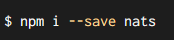 $ npm i --save nats